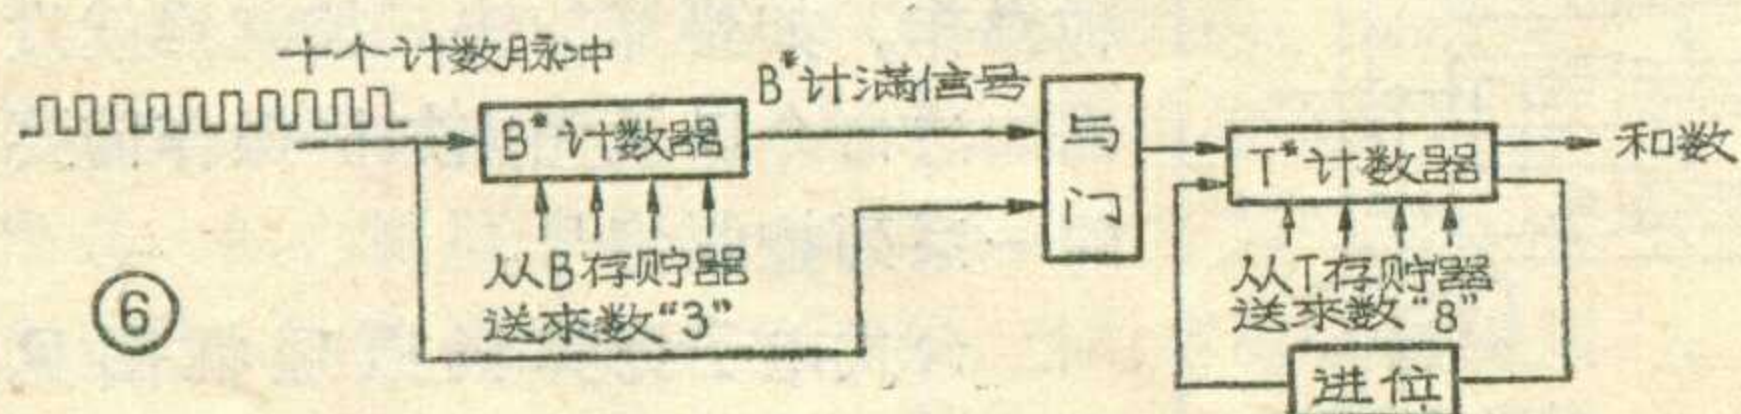 十个计数脉冲
B*计数器
B*计满信号
与
门
T*计数器
和数
从B存贮器
送來数“3”
从T存贮器
送來数“8”
进位
⑥